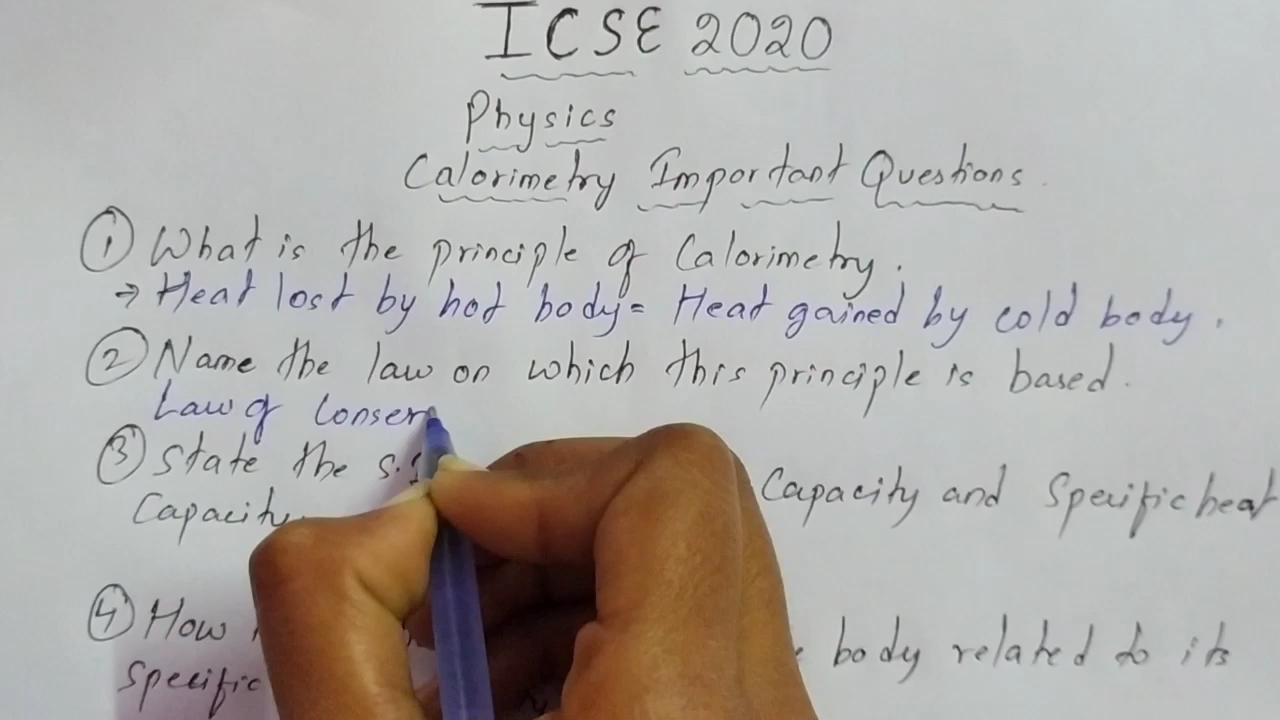 ICSE 2020
Physics
Calorimetry Important Questions
① What is the principle of Calorimetry.
→ Heat lost by hot body = Heat gained by cold body.
② Name the law on which this principle is based.
Law of Conser
③ State the S. Capacity and Specific heat
Capacity
④ How body related to its
specific